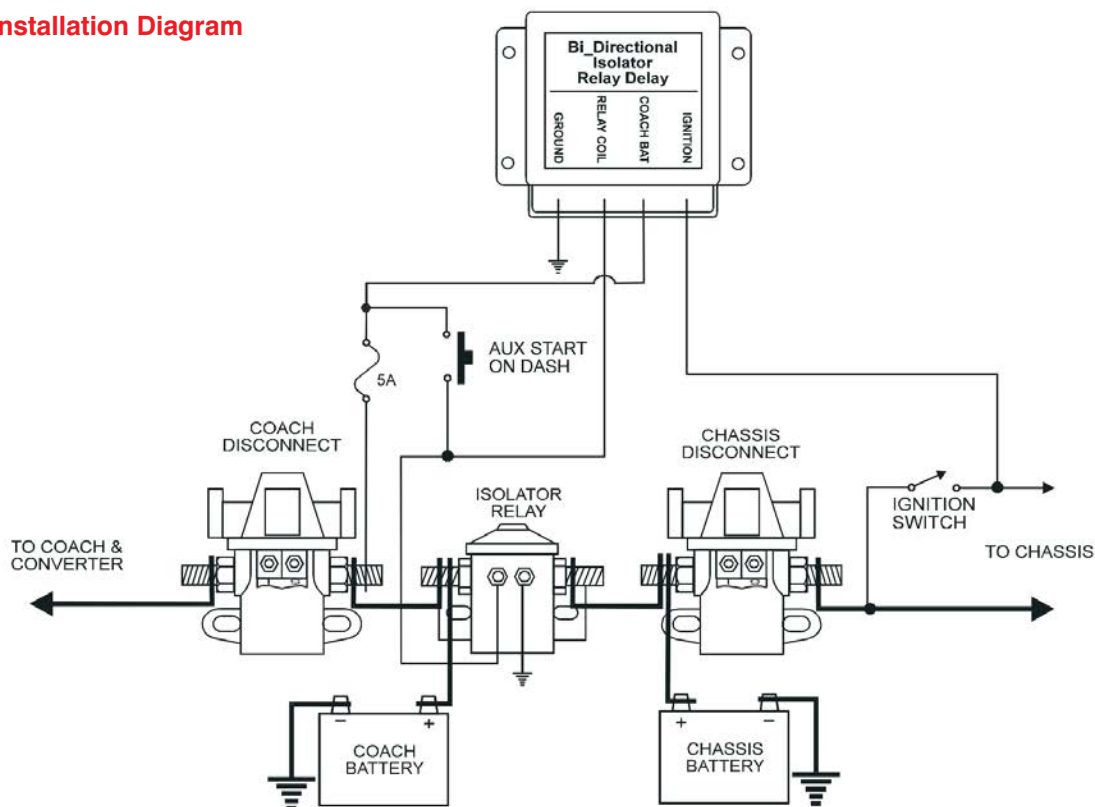 nstallation Diagram
Bi_Directional
Isolator
Relay Delay
GROUND
RELAY COIL
COACH BAT
IGNITION
AUX START
ON DASH
5A
COACH
DISCONNECT
CHASSIS
DISCONNECT
ISOLATOR
RELAY
IGNITION
SWITCH
TO COACH &
CONVERTER
TO CHASSIS
- +
COACH
BATTERY
+ -
CHASSIS
BATTERY